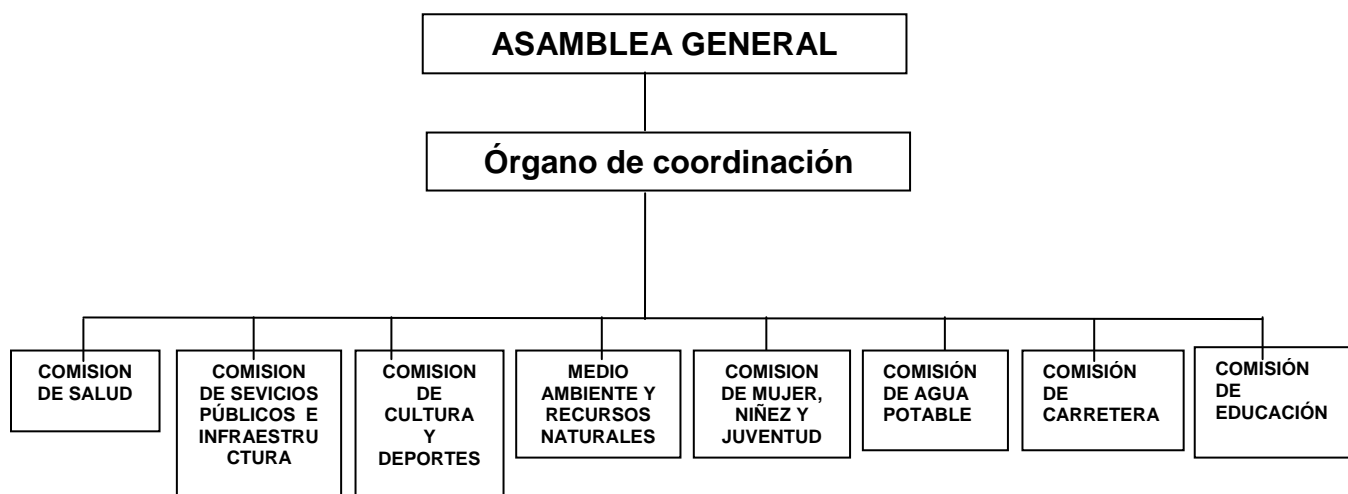 ASAMBLEA GENERAL
Órgano de coordinación
COMISION
DE SALUD
COMISION
DE SEVICIOS
PÚBLICOS E
INFRAESTRU
CTURA
COMISION
DE
CULTURA
Y
DEPORTES
MEDIO
AMBIENTE Y
RECURSOS
NATURALES
COMISION
DE MUJER,
NIÑEZ Y
JUVENTUD
COMISIÓN
DE AGUA
POTABLE
COMISIÓN
DE
CARRETERA
COMISIÓN
DE
EDUCACIÓN